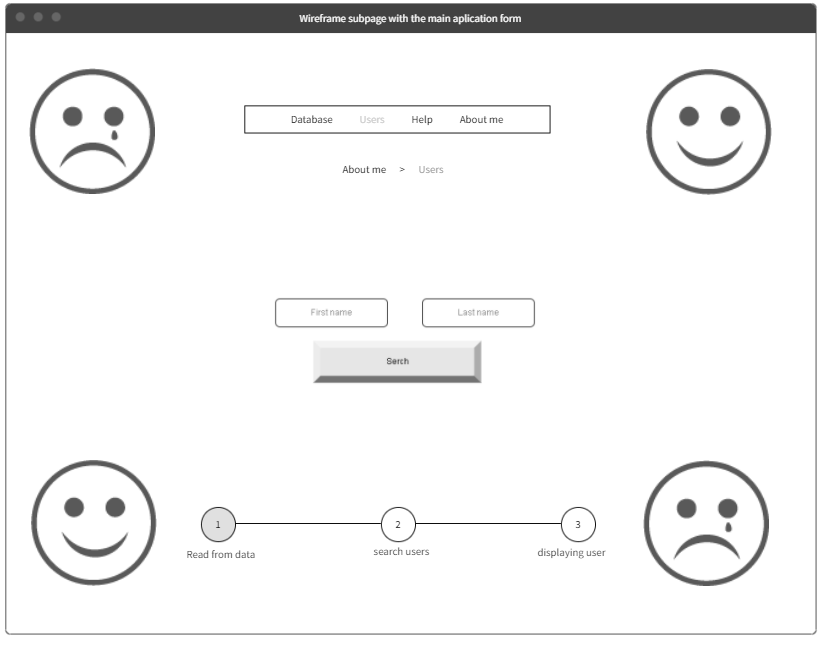 Wireframe subpage with the main aplication form
Database Users Help About me
About me > Users
First name Last name
Serch
1 2 3
Read from data search users displaying user